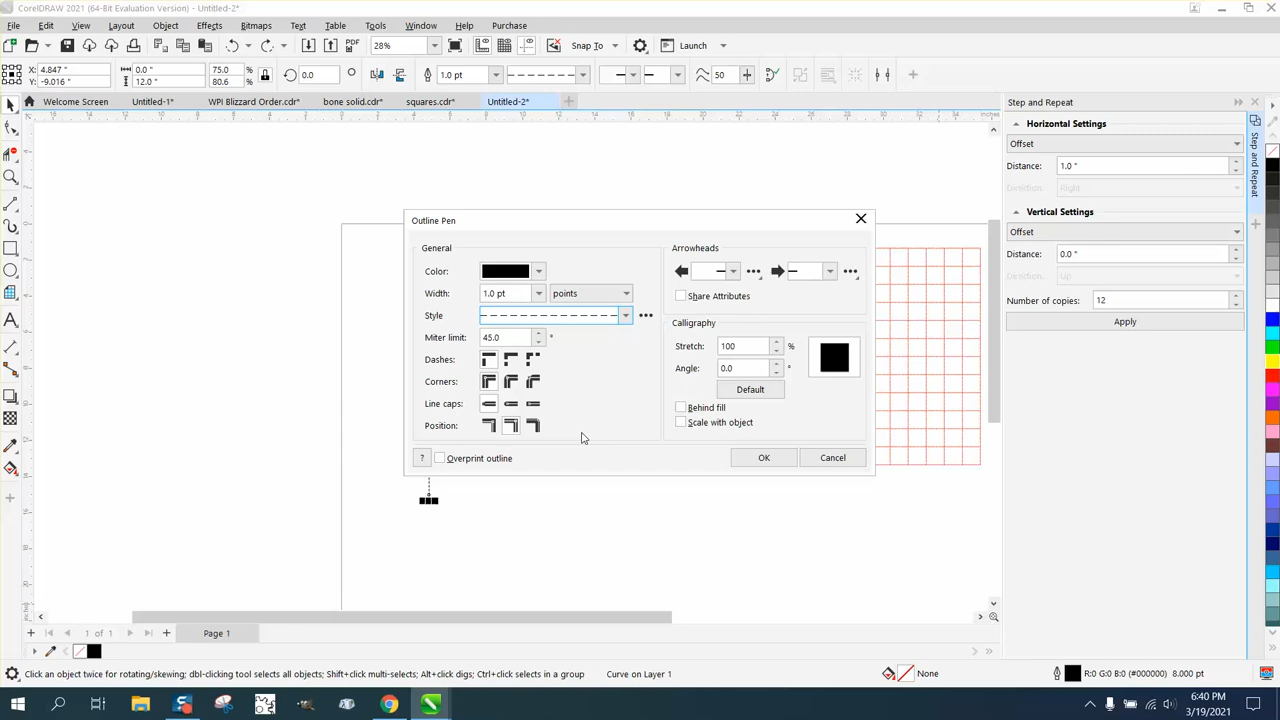 CorelDRAW 2021 (64-Bit Evaluation Version) - Untitled-2*
File Edit View Layout Object Effects Bitmaps Text Table Tools Window Help Purchase
PDF 28% Snap To Launch
X: 4.847 " 0.0 " 75.0 % 0.0 1.0 pt 50
Y: -9.016 " 12.0 " 80.6 %
Welcome Screen Untitled-1* WPI Blizzard Order.cdr* bone solid.cdr* squares.cdr* Untitled-2*
inches
Step and Repeat
Horizontal Settings
Offset
Distance: 1.0 "
Direction: Right
Vertical Settings
Offset
Distance: 0.0 "
Direction: Up
Number of copies: 12
Apply
Step and Repeat
Outline Pen
General
Color:
Width: 1.0 pt points
Style
Miter limit: 45.0 °
Dashes:
Corners:
Line caps:
Position:
? Overprint outline
Arrowheads
Share Attributes
Calligraphy
Stretch: 100 %
Angle: 0.0 °
Default
Behind fill
Scale with object
OK Cancel
1 of 1 Page 1
Click an object twice for rotating/skewing; dbl-clicking tool selects all objects; Shift+click multi-selects; Alt+click digs; Ctrl+click selects in a group Curve on Layer 1 None R:0 G:0 B:0 (#000000) 8.000 pt
6:40 PM
3/19/2021